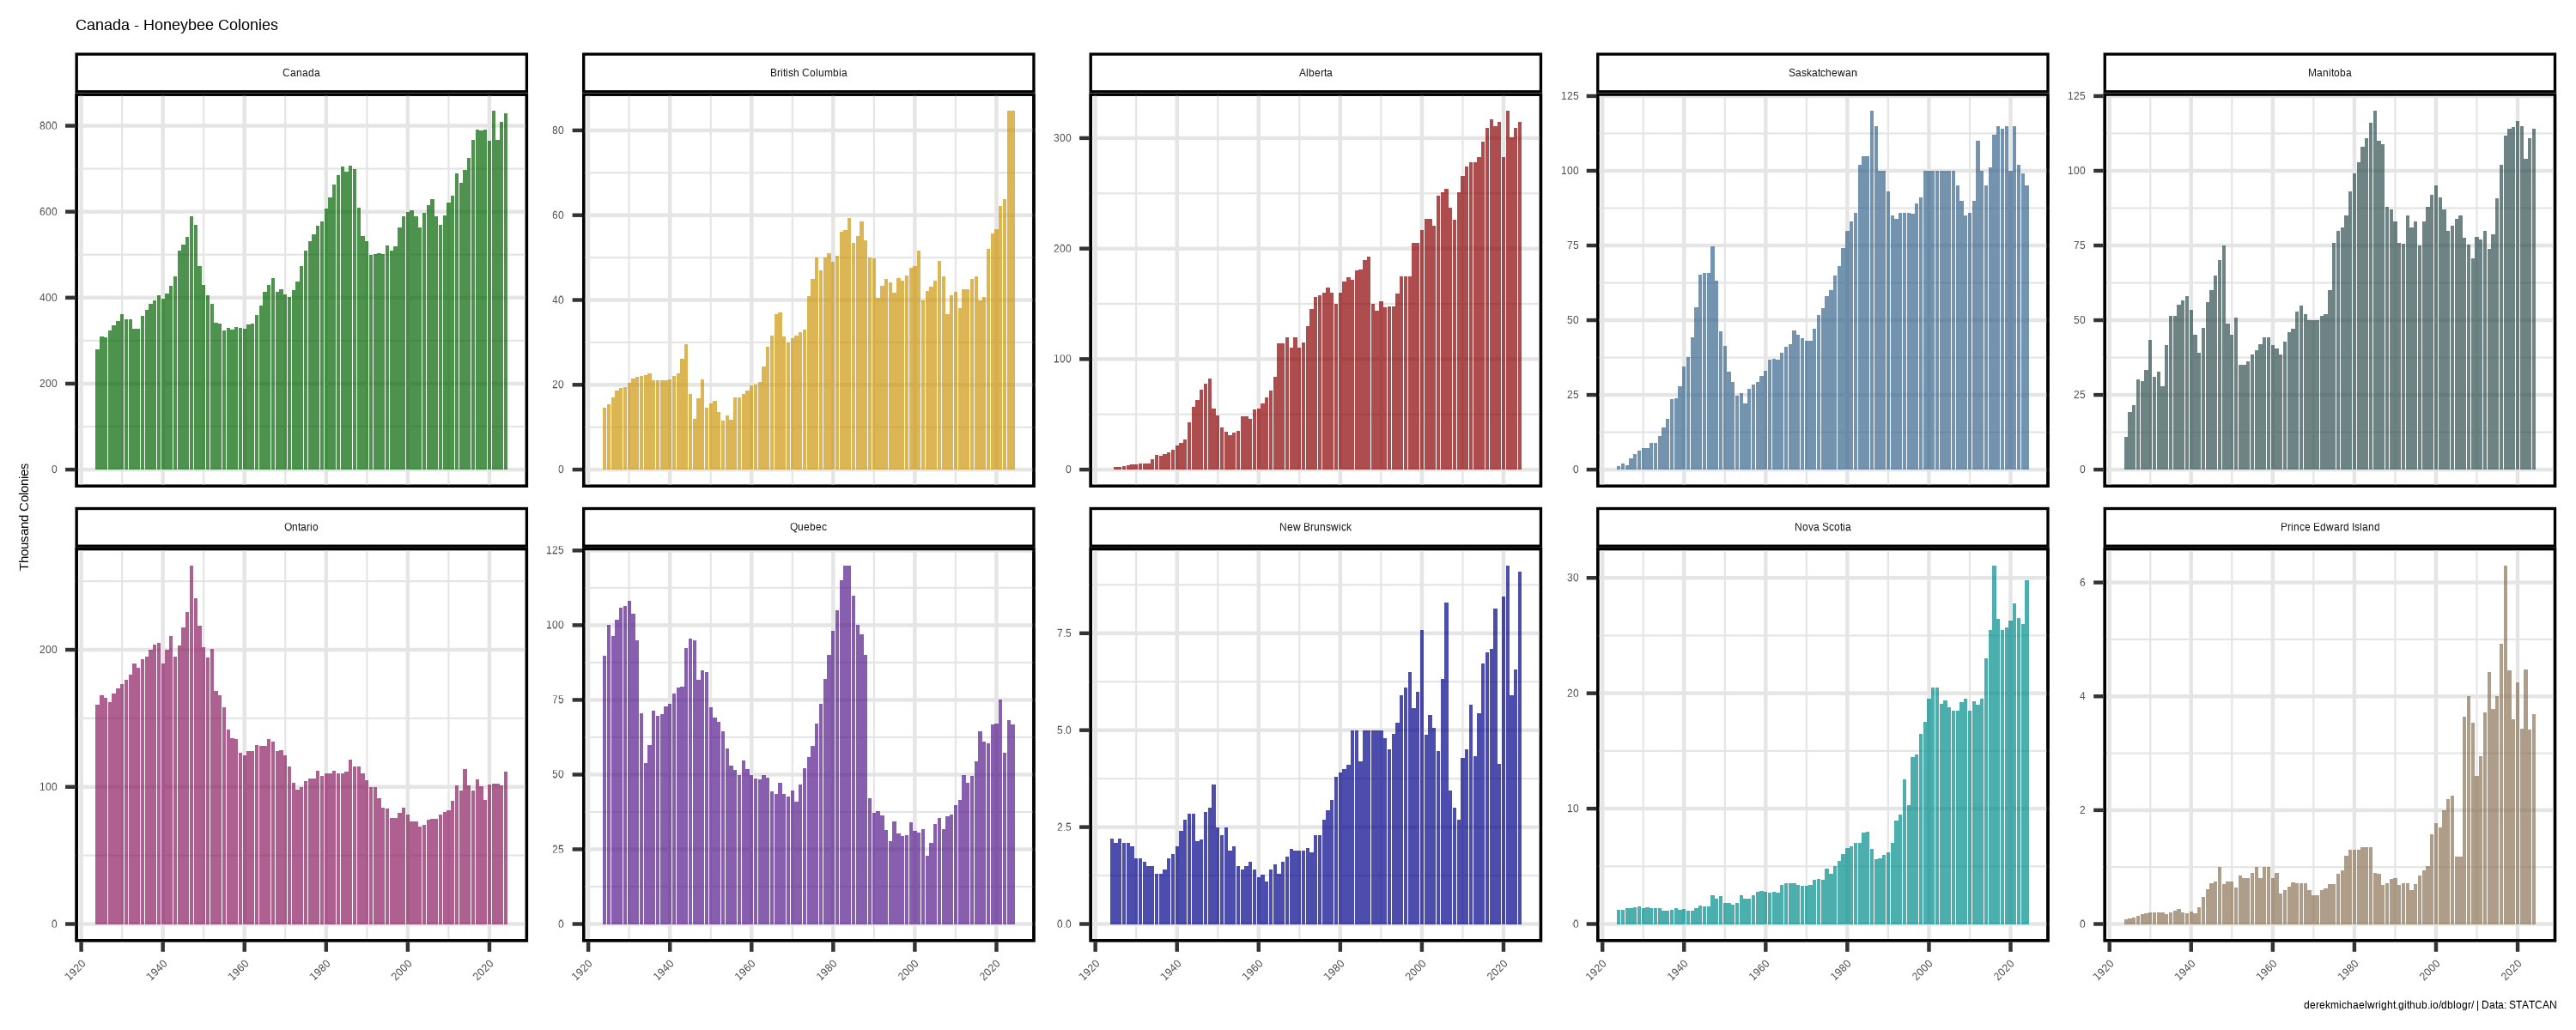 Canada - Honeybee Colonies
Canada
British Columbia
Alberta
Saskatchewan
Manitoba
800
600
400
200
0
80
60
40
20
0
300
200
100
0
125
100
75
50
25
0
125
100
75
50
25
0
Thousand Colonies
Ontario
Quebec
New Brunswick
Nova Scotia
Prince Edward Island
200
100
0
125
100
75
50
25
0
7.5
5.0
2.5
0.0
30
20
10
0
6
4
2
0
1920 1940 1960 1980 2000 2020
1920 1940 1960 1980 2000 2020
1920 1940 1960 1980 2000 2020
1920 1940 1960 1980 2000 2020
1920 1940 1960 1980 2000 2020
derekmichaelwright.github.io/dblogr/ | Data: STATCAN